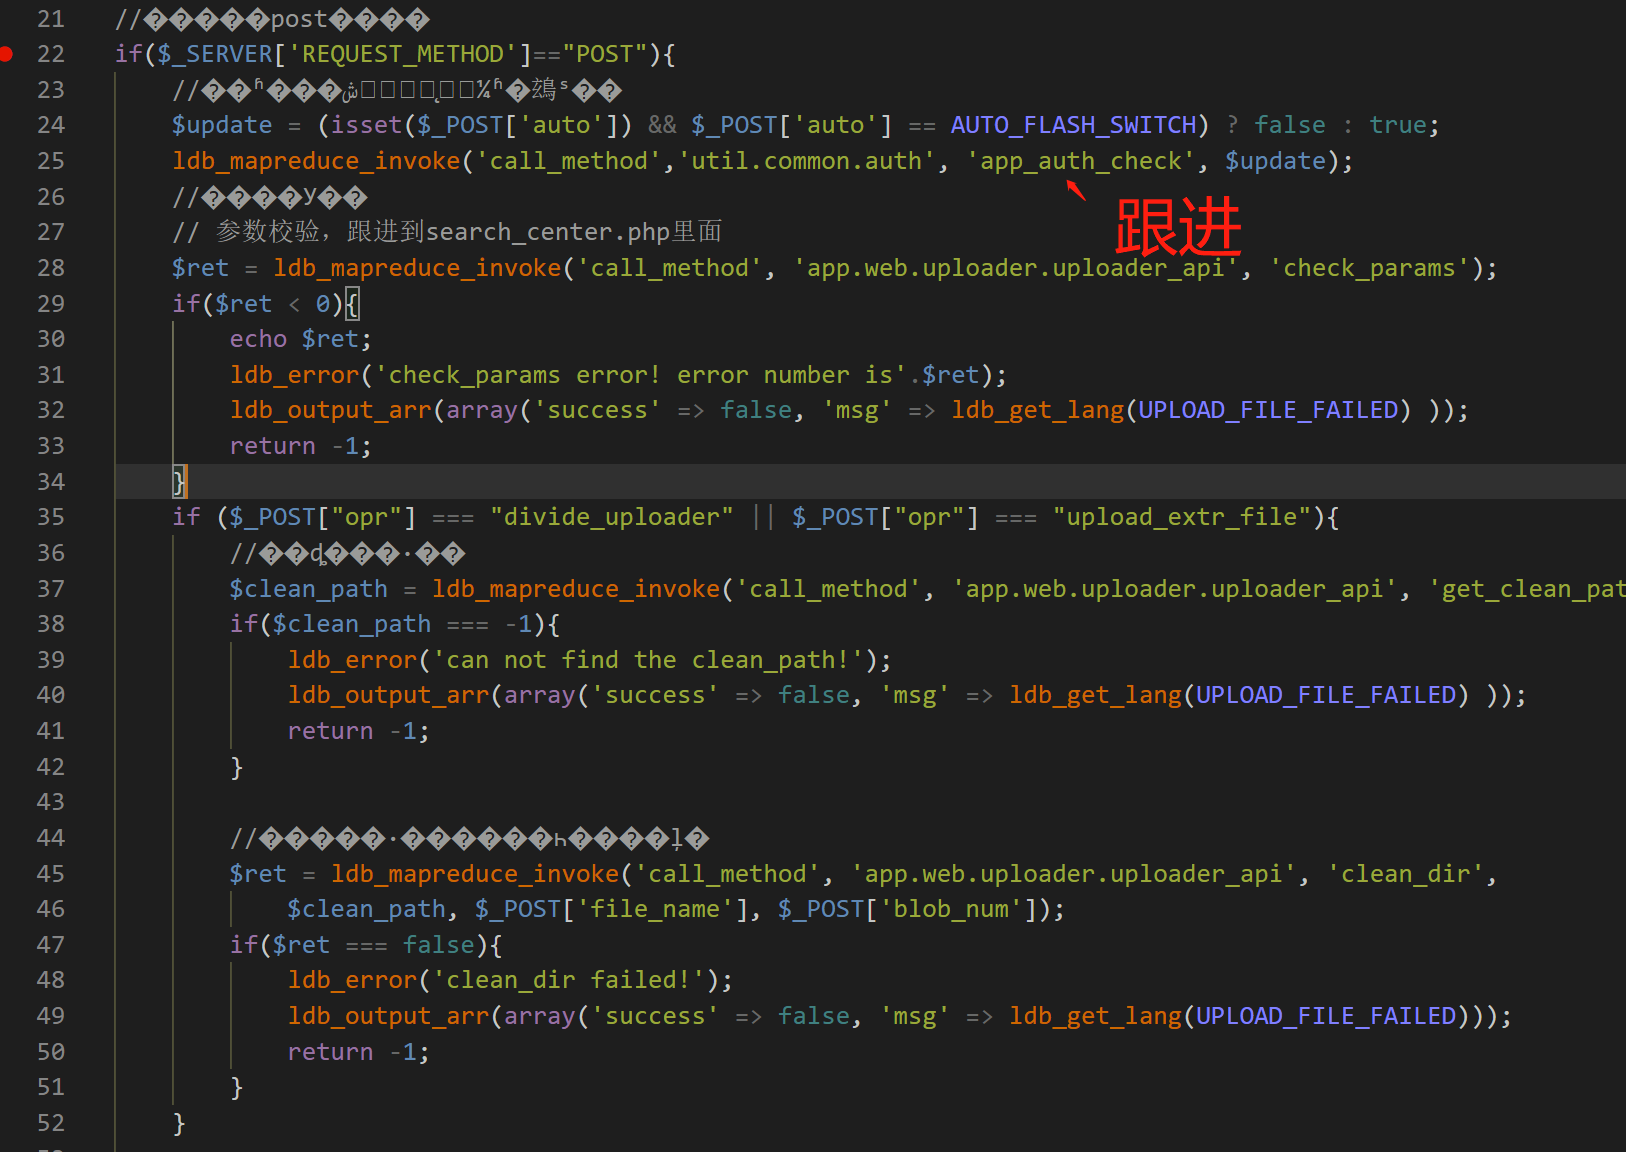 21 //�����post����
22 if($_SERVER['REQUEST_METHOD']=="POST"){
23 //
24 $update = (isset($_POST['auto']) && $_POST['auto'] == AUTO_FLASH_SWITCH) ? false : true;
25 ldb_mapreduce_invoke('call_method','util.common.auth', 'app_auth_check', $update);
跟进
26 //����У��
27 // 参数校验，跟进到search_center.php里面
28 $ret = ldb_mapreduce_invoke('call_method', 'app.web.uploader.uploader_api', 'check_params');
29 if($ret < 0){
30 echo $ret;
31 ldb_error('check_params error! error number is'.$ret);
32 ldb_output_arr(array('success' => false, 'msg' => ldb_get_lang(UPLOAD_FILE_FAILED) ));
33 return -1;
34 }
35 if ($_POST["opr"] === "divide_uploader" || $_POST["opr"] === "upload_extr_file"){
36 //
37 $clean_path = ldb_mapreduce_invoke('call_method', 'app.web.uploader.uploader_api', 'get_clean_pat
38 if($clean_path === -1){
39 ldb_error('can not find the clean_path!');
40 ldb_output_arr(array('success' => false, 'msg' => ldb_get_lang(UPLOAD_FILE_FAILED) ));
41 return -1;
42 }
43
44 //
45 $ret = ldb_mapreduce_invoke('call_method', 'app.web.uploader.uploader_api', 'clean_dir',
46 $clean_path, $_POST['file_name'], $_POST['blob_num']);
47 if($ret === false){
48 ldb_error('clean_dir failed!');
49 ldb_output_arr(array('success' => false, 'msg' => ldb_get_lang(UPLOAD_FILE_FAILED)));
50 return -1;
51 }
52 }